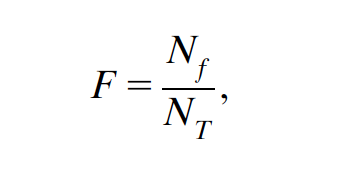 F = N_f / N_T ,